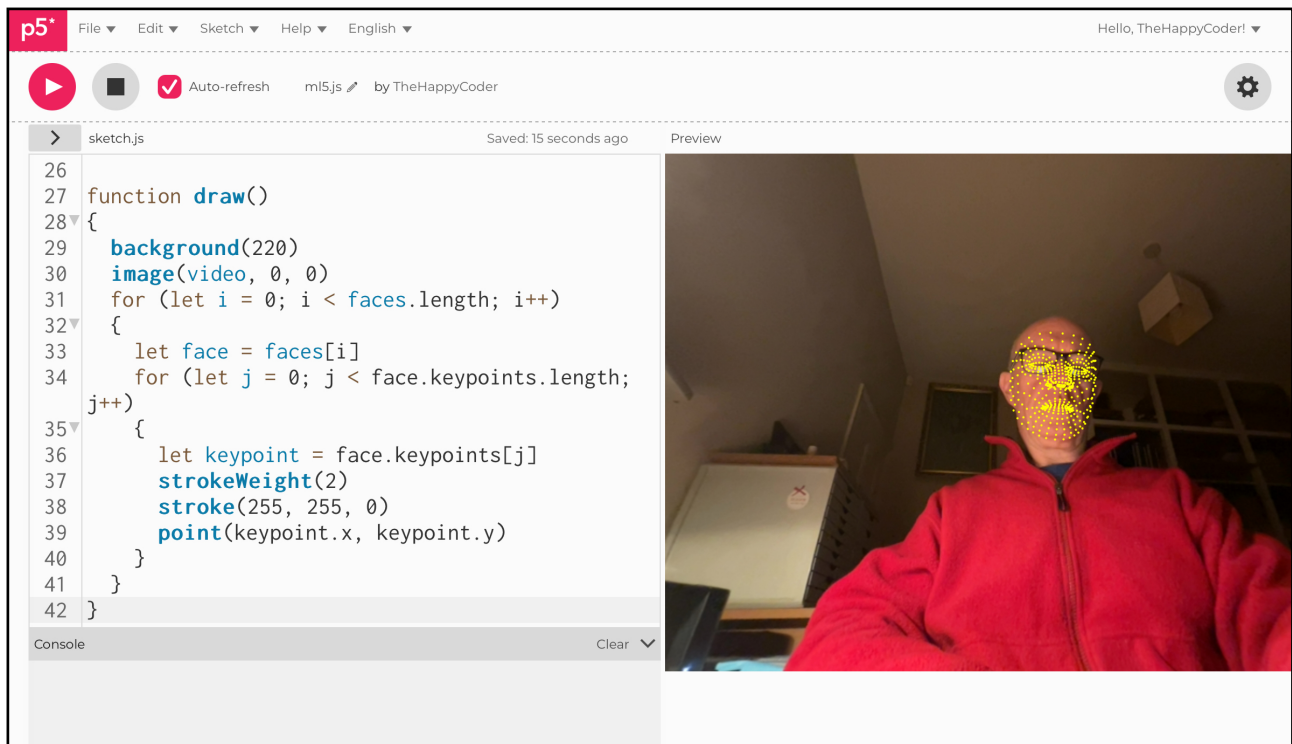 p5* File Edit Sketch Help English Hello, TheHappyCoder!
Auto-refresh ml5.js by TheHappyCoder
sketch.js Saved: 15 seconds ago Preview
26
27 function draw()
28 {
29 background(220)
30 image(video, 0, 0)
31 for (let i = 0; i < faces.length; i++)
32 {
33 let face = faces[i]
34 for (let j = 0; j < face.keypoints.length;
j++)
35 {
36 let keypoint = face.keypoints[j]
37 strokeWeight(2)
38 stroke(255, 255, 0)
39 point(keypoint.x, keypoint.y)
40 }
41 }
42 }
Console Clear